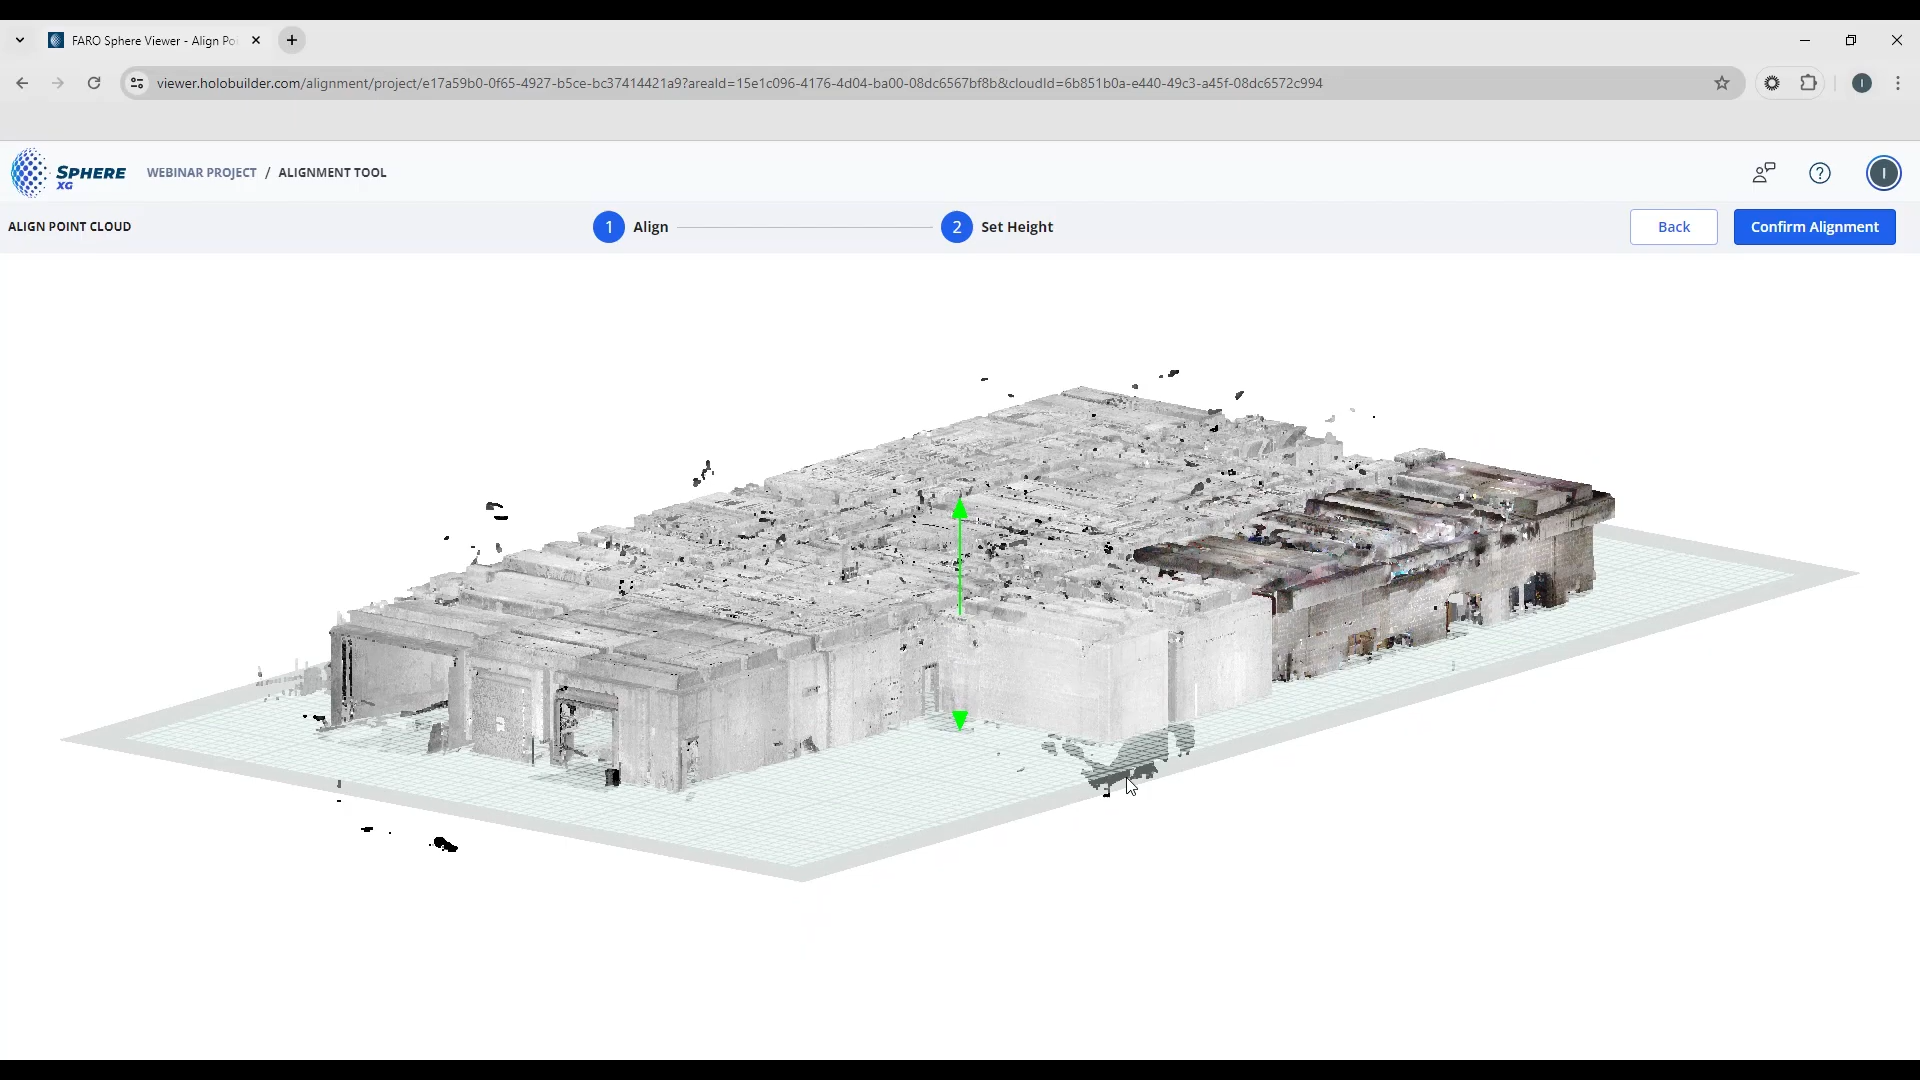 FARO Sphere Viewer - Align Po
viewer.holobuilder.com/alignment/project/e17a59b0-0f65-4927-b5ce-bc37414421a9?areaId=15e1c096-4176-4d04-ba00-08dc6567bf8b&cloudId=6b851b0a-e440-49c3-a45f-08dc6572c994
I
SPHERE XG
WEBINAR PROJECT / ALIGNMENT TOOL
?
I
ALIGN POINT CLOUD
1 Align
2 Set Height
Back
Confirm Alignment